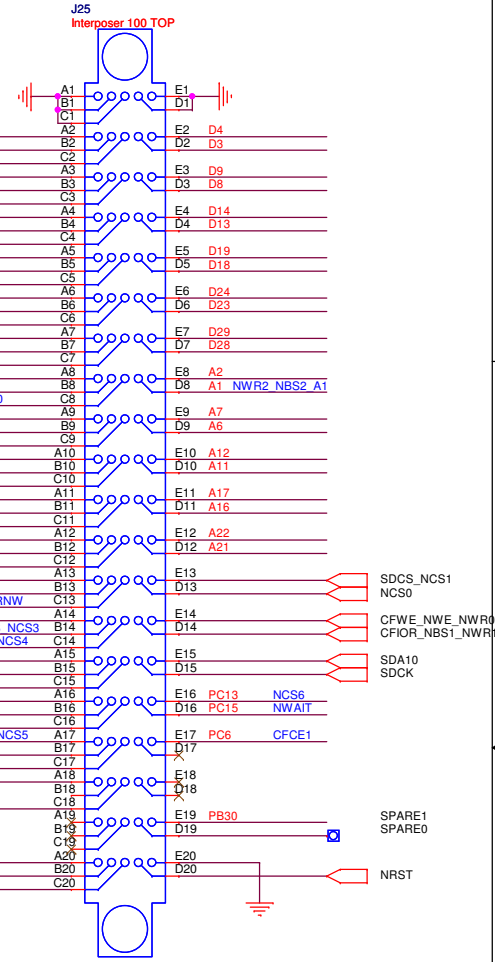 J25
Interposer 100 TOP
A1 E1
B1 D1
C1
A2 E2 D4
B2 D2 D3
C2
A3 E3 D9
B3 D3 D8
C3
A4 E4 D14
B4 D4 D13
C4
A5 E5 D19
B5 D5 D18
C5
A6 E6 D24
B6 D6 D23
C6
A7 E7 D29
B7 D7 D28
C7
A8 E8 A2
B8 D8 A1 NWR2_NBS2_A1
C8
A9 E9 A7
B9 D9 A6
C9
A10 E10 A12
B10 D10 A11
C10
A11 E11 A17
B11 D11 A16
C11
A12 E12 A22
B12 D12 A21
C12
A13 E13 SDCS_NCS1
B13 D13 NCS0
RNW C13
A14 E14 CFWE_NWE_NWR0
NCS3 B14 D14 CFIOR_NBS1_NWR1
NCS4 C14
A15 E15 SDA10
B15 D15 SDCK
C15
A16 E16 PC13 NCS6
B16 D16 PC15 NWAIT
C16
NCS5 A17 E17 PC6 CFCE1
B17 D17
C17
A18 E18
B18 D18
C18
A19 E19 PB30 SPARE1
B19 D19 SPARE0
C19
A20 E20
B20 D20 NRST
C20